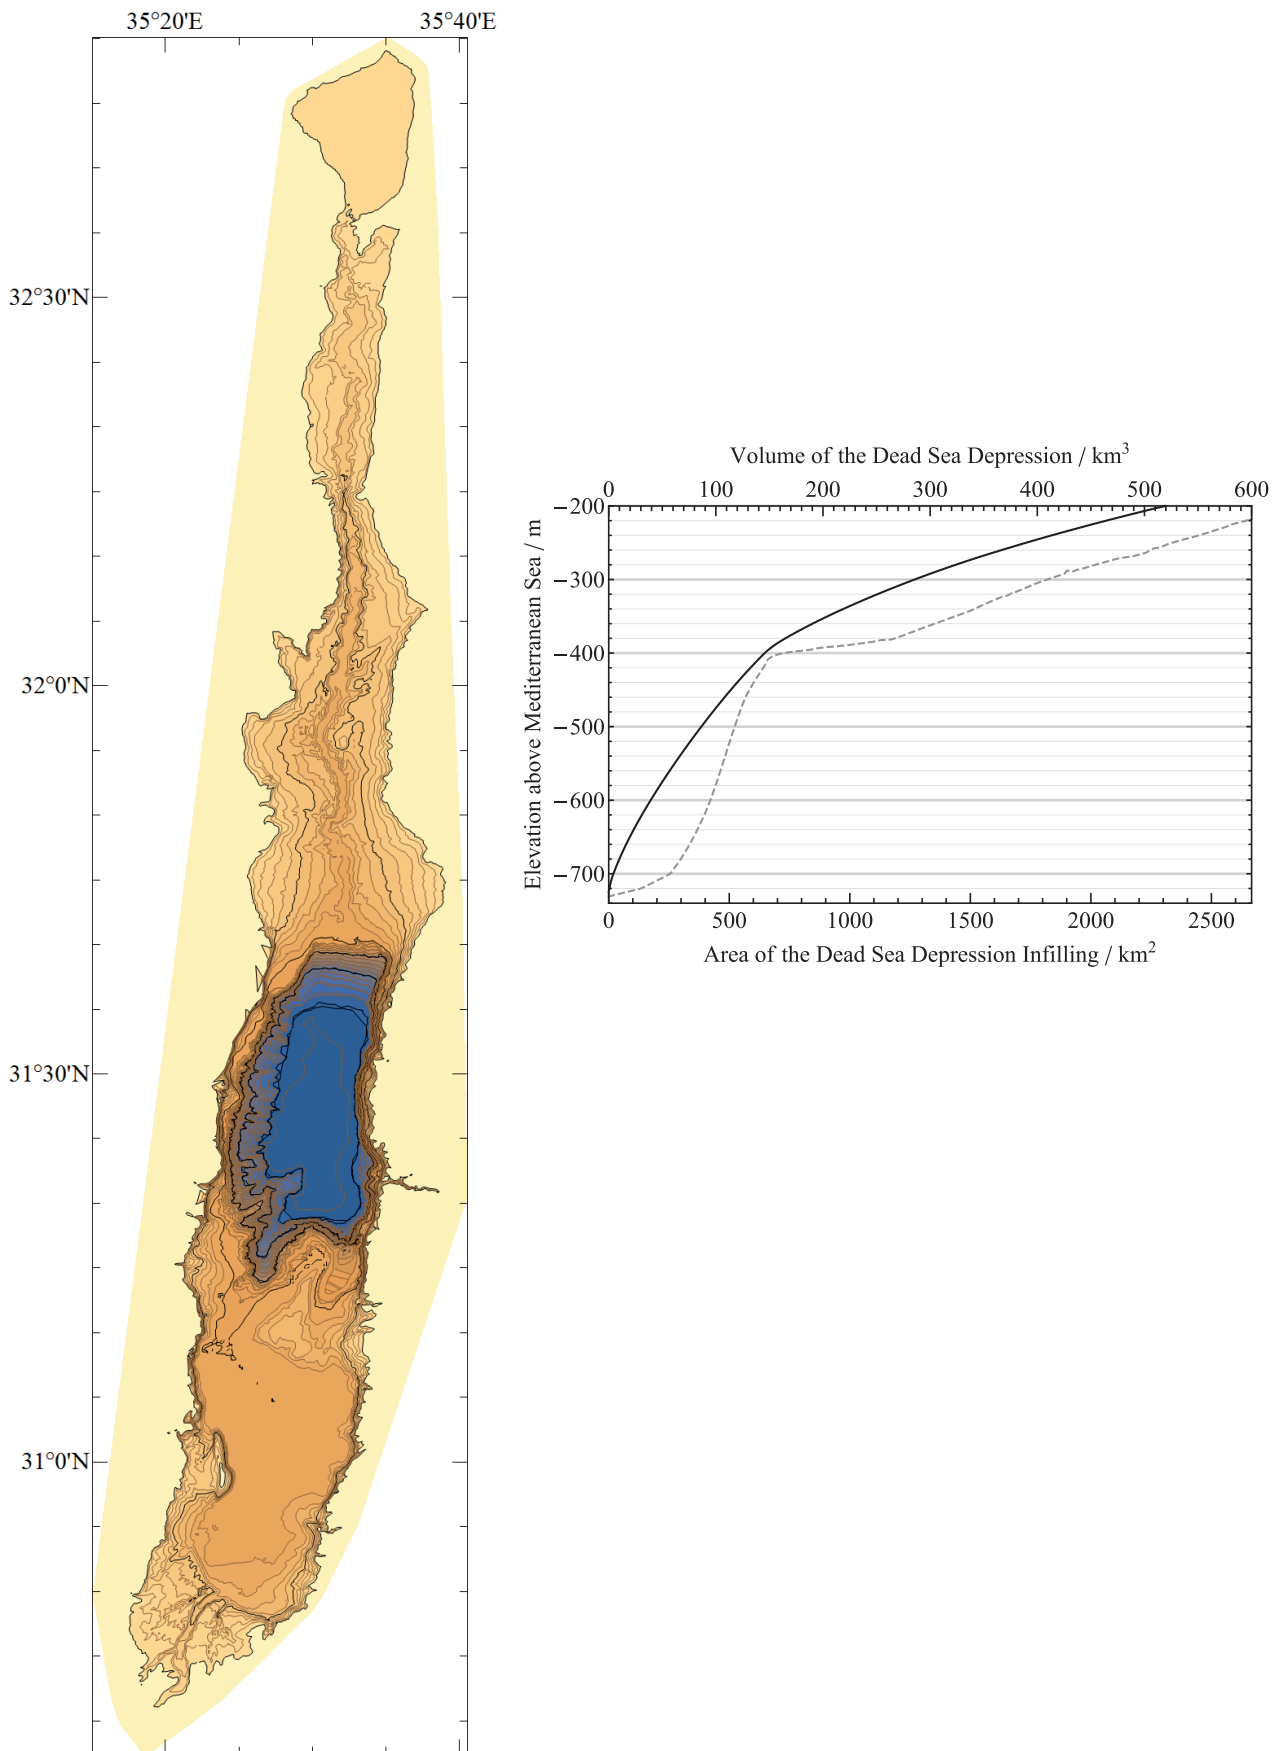 35°20'E 35°40'E
32°30'N
32°0'N
31°30'N
31°0'N
Volume of the Dead Sea Depression / km³
0 100 200 300 400 500 600
Elevation above Mediterranean Sea / m
−200
−300
−400
−500
−600
−700
0 500 1000 1500 2000 2500
Area of the Dead Sea Depression Infilling / km²